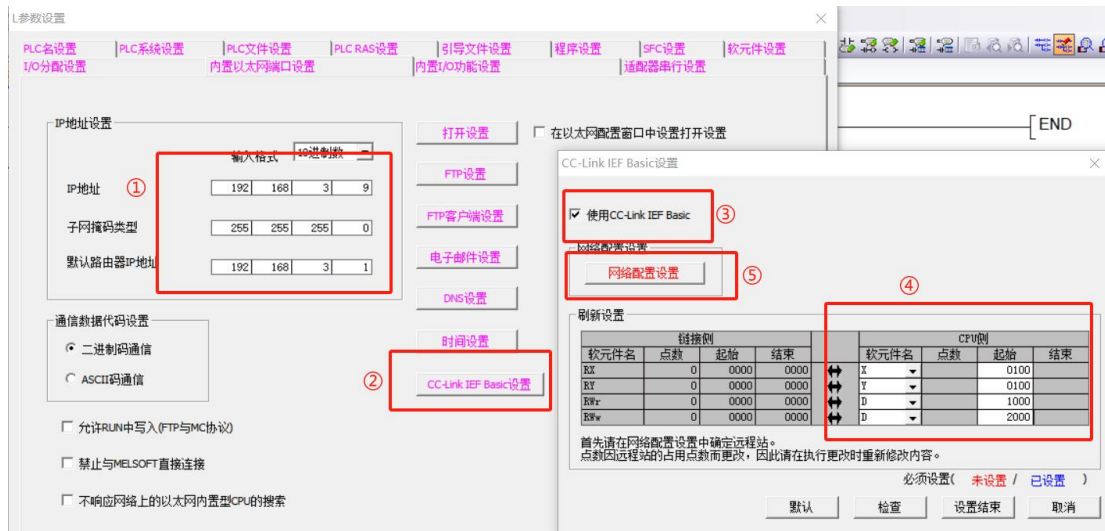 L参数设置
PLC名设置 PLC系统设置 PLC文件设置 PLC RAS设置 引导文件设置 程序设置 SFC设置 软元件设置
I/O分配设置 内置以太网端口设置 内置I/O功能设置 适配器串行设置
IP地址设置
输入格式 10进制数
① IP地址 192 168 3 9
子网掩码类型 255 255 255 0
默认路由器IP地址 192 168 3 1
通信数据代码设置
二进制码通信
ASCII码通信
允许RUN中写入(FTP与MC协议)
禁止与MELSOFT直接连接
不响应网络上的以太网内置型CPU的搜索
打开设置
在以太网配置窗口中设置打开设置
FTP设置
FTP客户端设置
电子邮件设置
DNS设置
时间设置
② CC-Link IEF Basic设置
END
CC-Link IEF Basic设置
使用CC-Link IEF Basic ③
网络配置设置
网络配置设置 ⑤
④
刷新设置
链接侧 CPU侧
软元件名 点数 起始 结束 软元件名 点数 起始 结束
RX 0 0000 0000 X 0100
RY 0 0000 0000 Y 0100
RWr 0 0000 0000 D 1000
RWw 0 0000 0000 D 2000
首先请在网络配置设置中确定远程站。
点数因远程站的占用点数而更改，因此请在执行更改时重新修改内容。
必须设置( 未设置 / 已设置 )
默认 检查 设置结束 取消